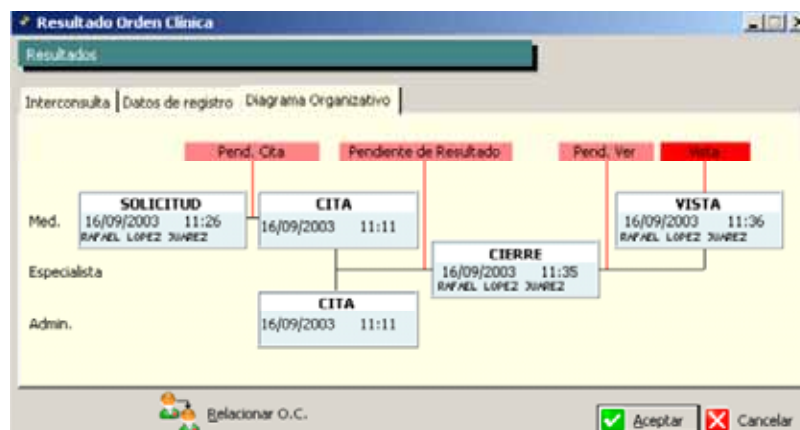 Resultado Orden Clínica
Resultados
Interconsulta Datos de registro Diagrama Organizativo
Pend. Cita Pendiente de Resultado Pend. Ver Vista
SOLICITUD CITA VISTA
Med. 16/09/2003 11:26 16/09/2003 11:11 16/09/2003 11:36
RAFAEL LOPEZ JUAREZ RAFAEL LOPEZ JUAREZ
CIERRE
Especialista 16/09/2003 11:35
RAFAEL LOPEZ JUAREZ
CITA
Admin. 16/09/2003 11:11
Relacionar O.C. Aceptar Cancelar